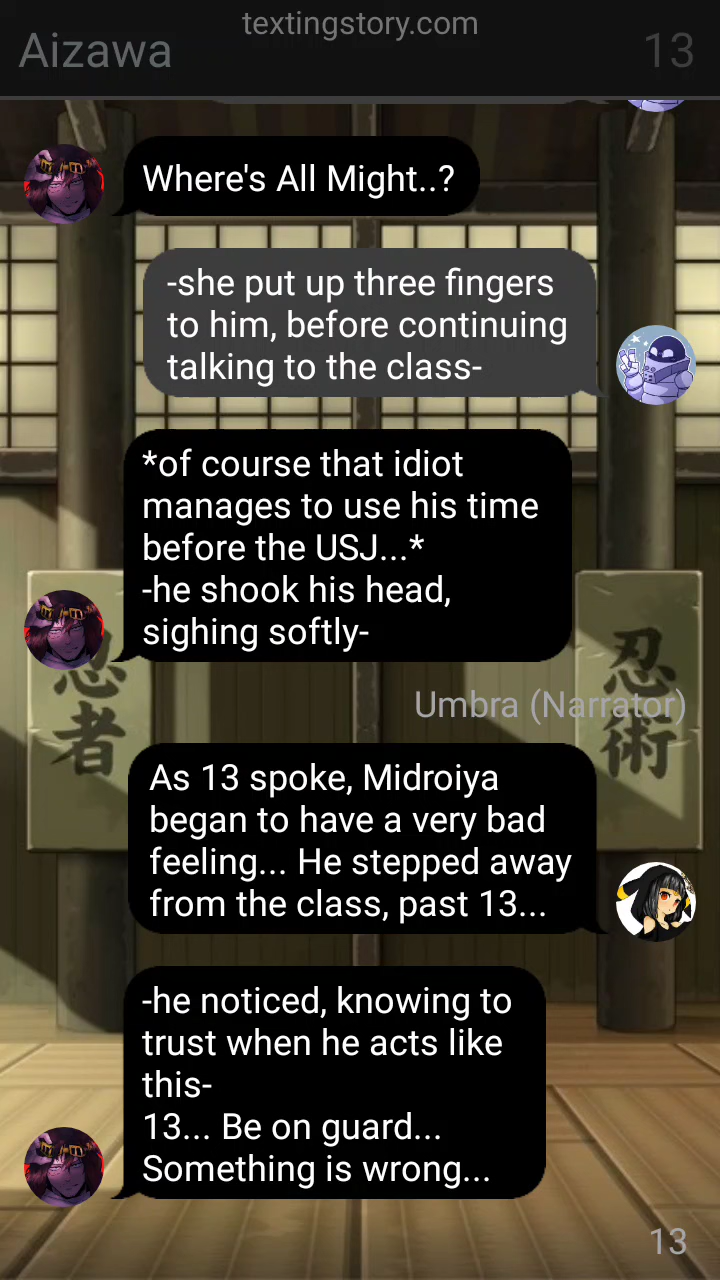 textingstory.com
Aizawa
13
Where's All Might..?
-she put up three fingers
to him, before continuing
talking to the class-
*of course that idiot
manages to use his time
before the USJ...*
-he shook his head,
sighing softly-
Umbra (Narrator)
忍者
忍術
As 13 spoke, Midroiya
began to have a very bad
feeling... He stepped away
from the class, past 13...
-he noticed, knowing to
trust when he acts like
this-
13... Be on guard...
Something is wrong...
13